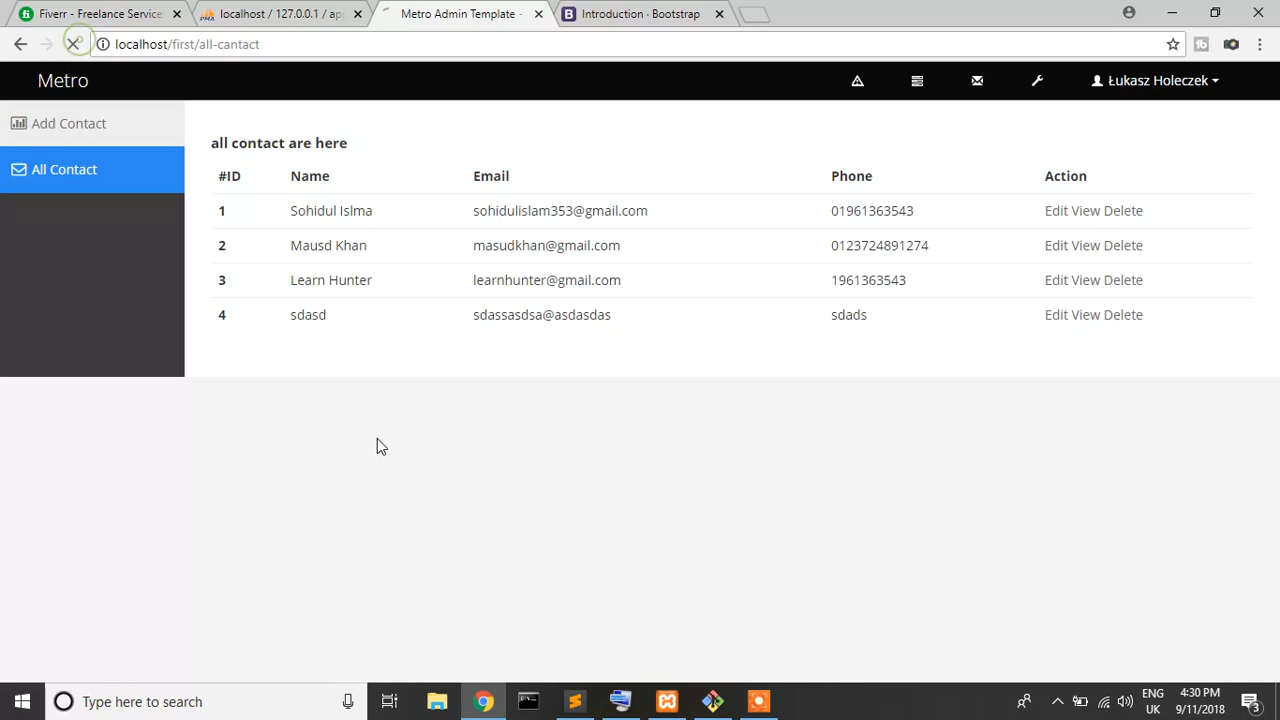 Fiverr - Freelance Service
localhost / 127.0.0.1 / app
Metro Admin Template -
Introduction · Bootstrap
localhost/first/all-cantact
Metro
Łukasz Holeczek
Add Contact
All Contact
all contact are here
#ID Name Email Phone Action
1 Sohidul Islma sohidulislam353@gmail.com 01961363543 Edit View Delete
2 Mausd Khan masudkhan@gmail.com 0123724891274 Edit View Delete
3 Learn Hunter learnhunter@gmail.com 1961363543 Edit View Delete
4 sdasd sdassasdsa@asdasdas sdads Edit View Delete
Type here to search
ENG
UK
4:30 PM
9/11/2018
3